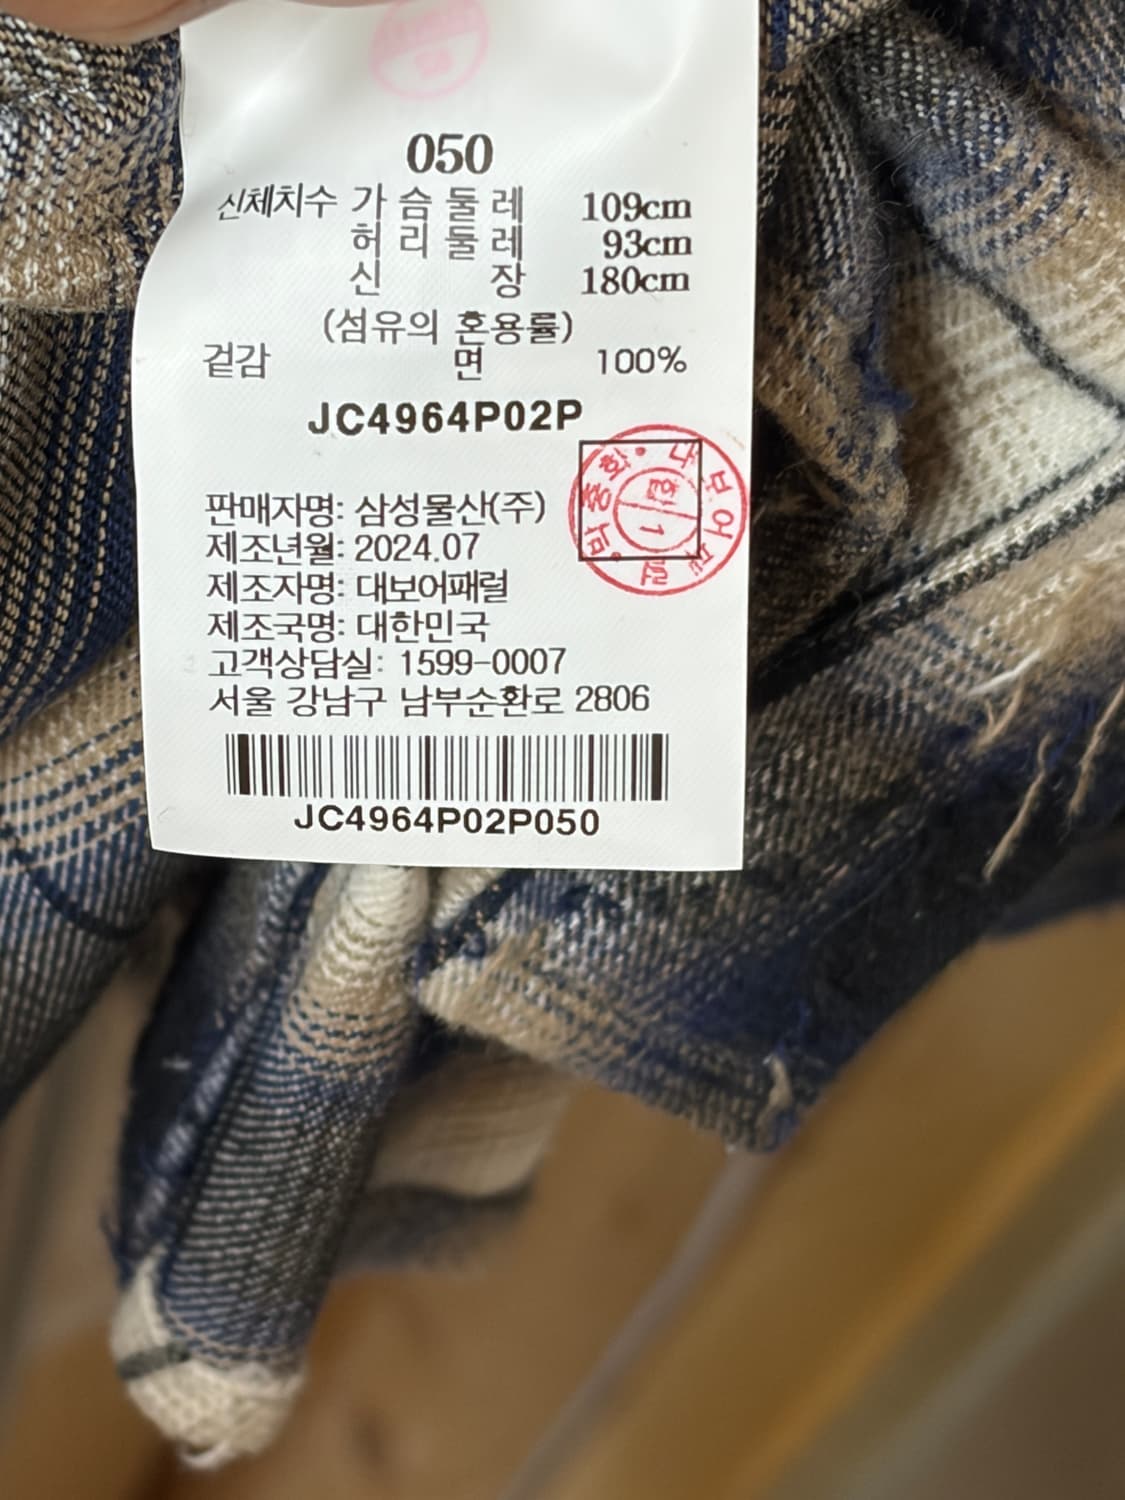 050
신체치수 가슴둘레 109cm
허리둘레 93cm
신장 180cm
(섬유의 혼용률)
겉감 면 100%
JC4964P02P
판매자명: 삼성물산(주)
제조년월: 2024.07
제조자명: 대보어패럴
제조국명: 대한민국
고객상담실: 1599-0007
서울 강남구 남부순환로 2806
JC4964P02P050